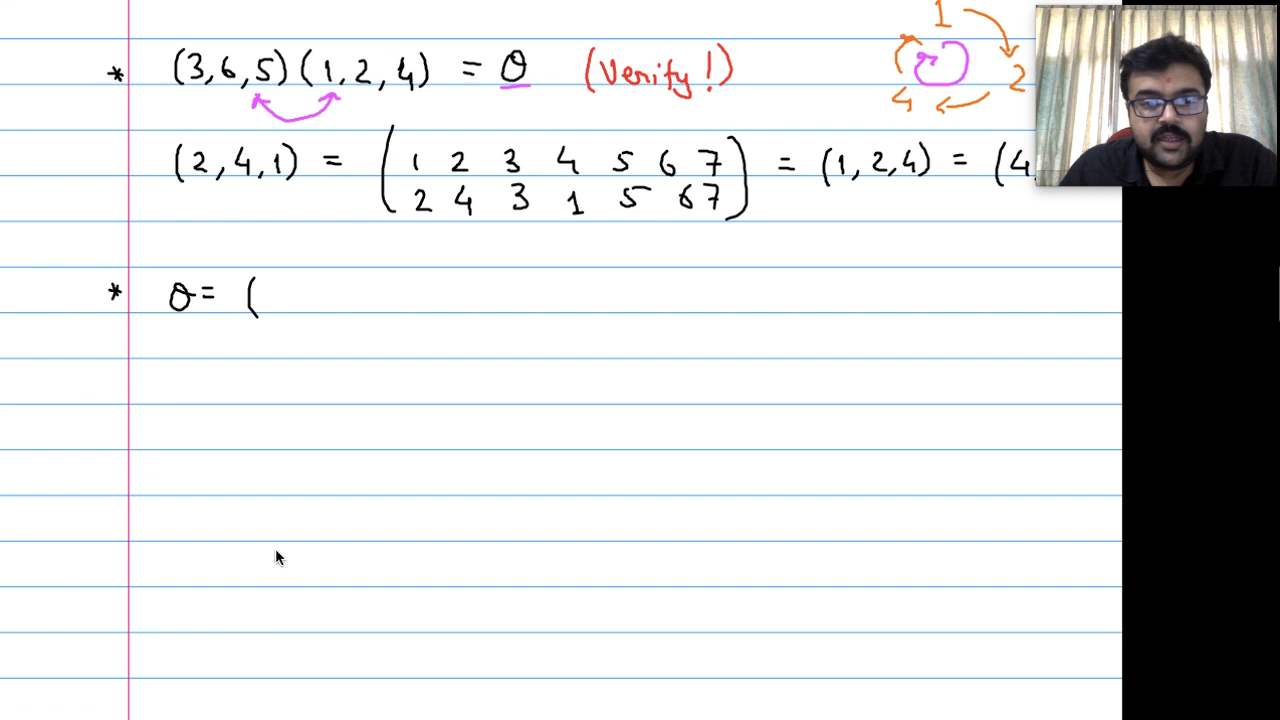 * (3,6,5)(1,2,4) = θ (Verify!)
1
2
4
(2,4,1) = ( 1 2 3 4 5 6 7
2 4 3 1 5 6 7 ) = (1,2,4) = (4,
* θ = (